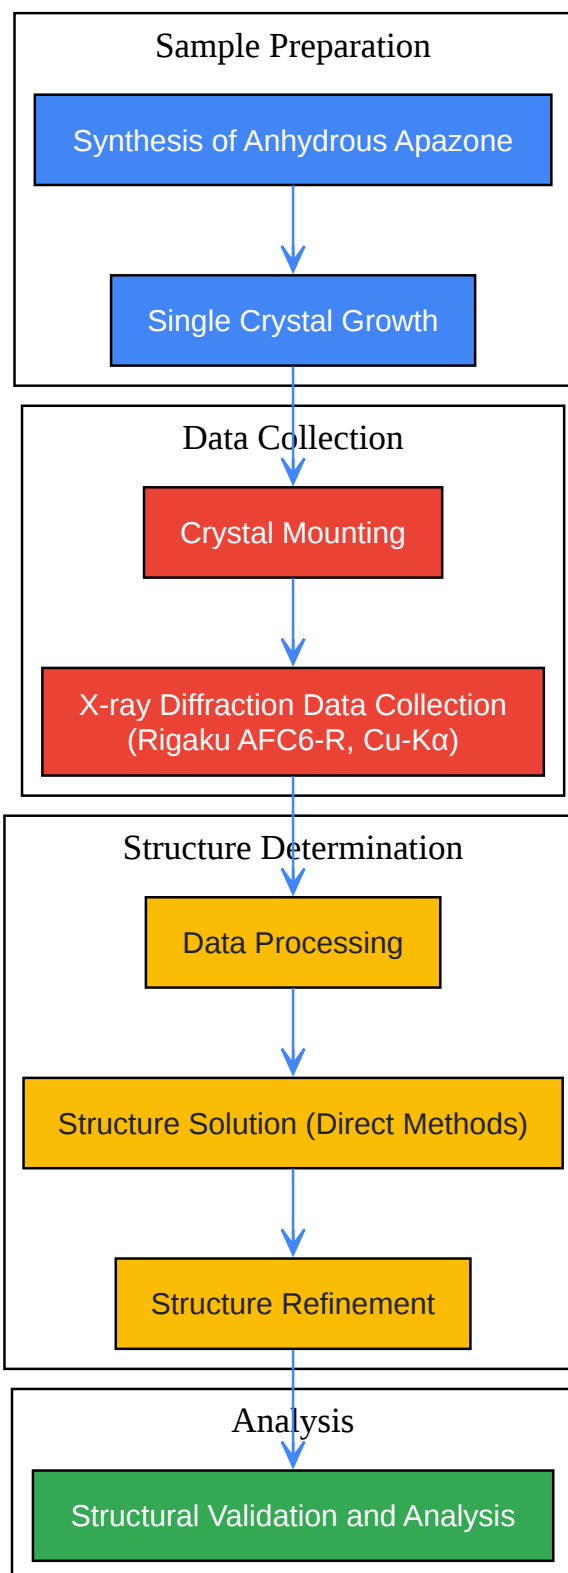 Sample Preparation
Synthesis of Anhydrous Apazone
Single Crystal Growth
Data Collection
Crystal Mounting
X-ray Diffraction Data Collection
(Rigaku AFC6-R, Cu-Kα)
Structure Determination
Data Processing
Structure Solution (Direct Methods)
Structure Refinement
Analysis
Structural Validation and Analysis